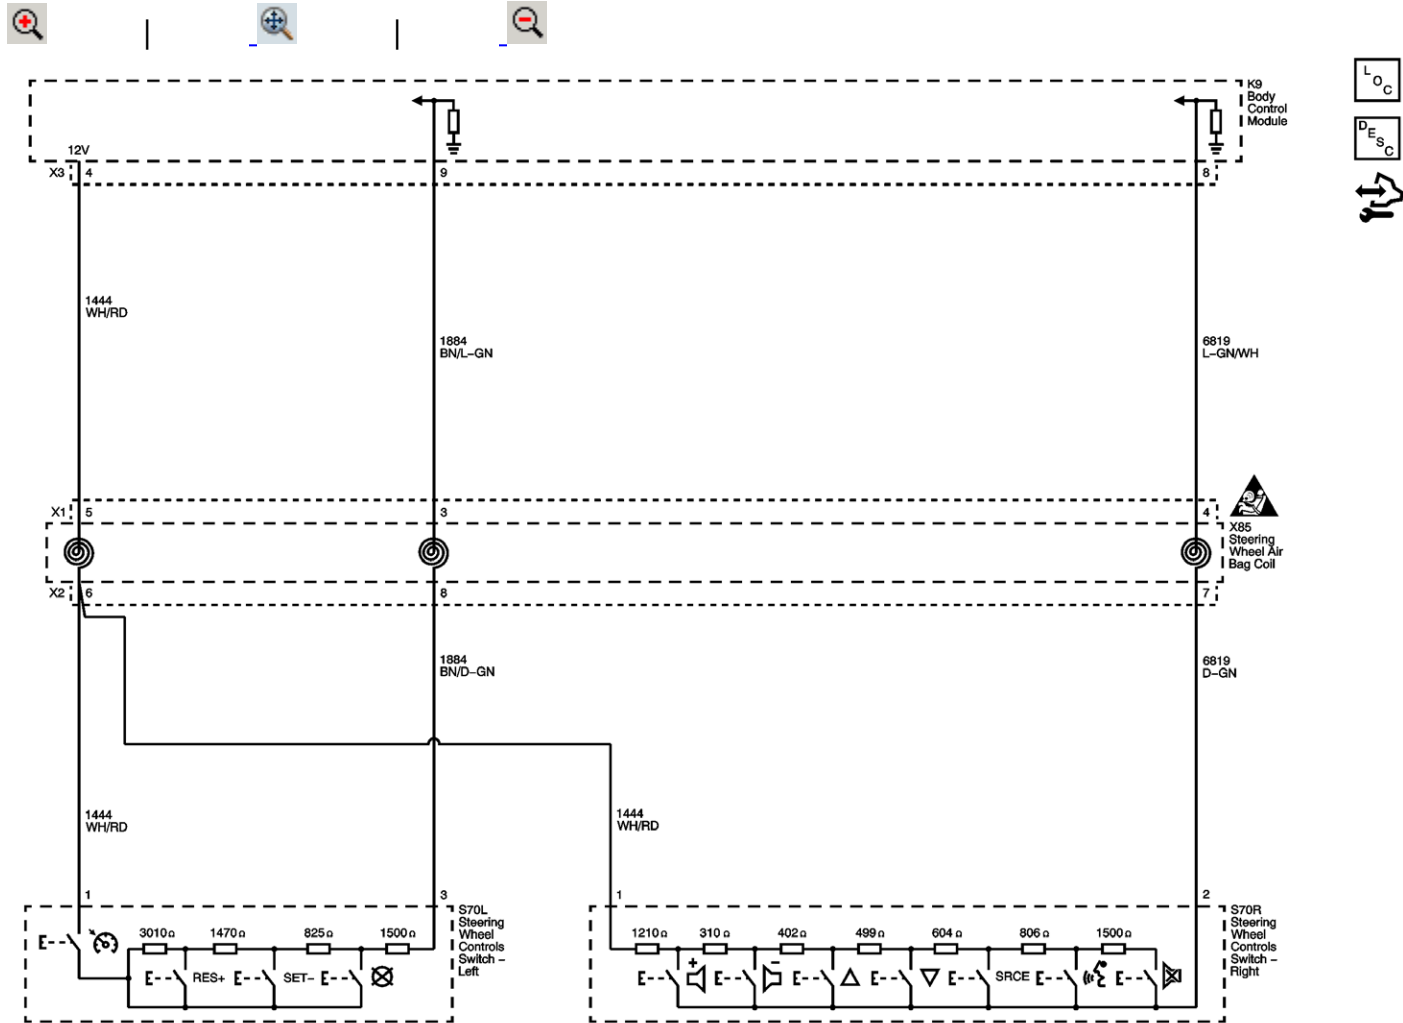 L
O
C
K9
Body
Control
Module
D
E
S
C
12V
X3 4 9 8
1444
WH/RD
1884
BN/L–GN
6819
L–GN/WH
X1 5 3 4
X85
Steering
Wheel Air
Bag Coil
X2 6 8 7
1884
BN/D–GN
6819
D–GN
1444
WH/RD
1444
WH/RD
1 3 1 2
S70L
Steering
Wheel
Controls
Switch –
Left
S70R
Steering
Wheel
Controls
Switch –
Right
3010Ω 1470Ω 825Ω 1500Ω
1210Ω 310Ω 402Ω 499Ω 604Ω 806Ω 1500Ω
RES+ SET–
+ –
SRCE